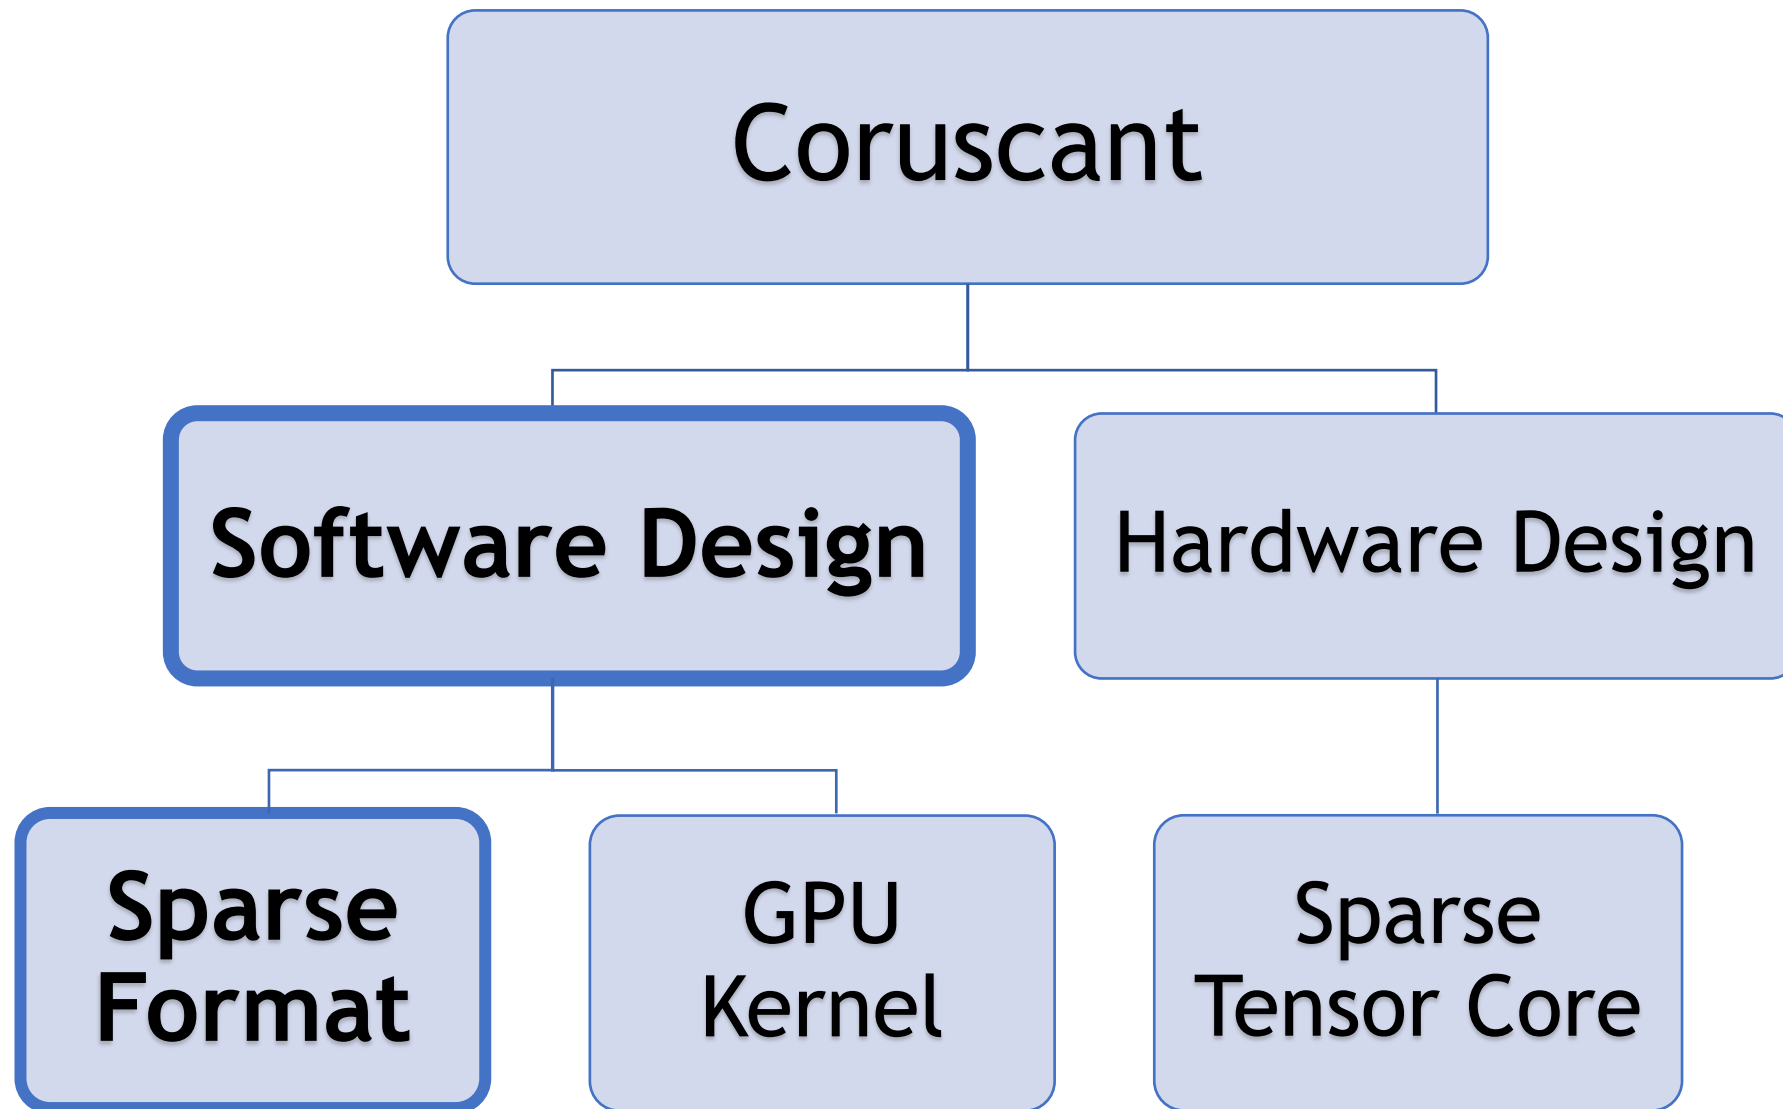 Coruscant
Software Design
Hardware Design
Sparse
Format
GPU
Kernel
Sparse
Tensor Core